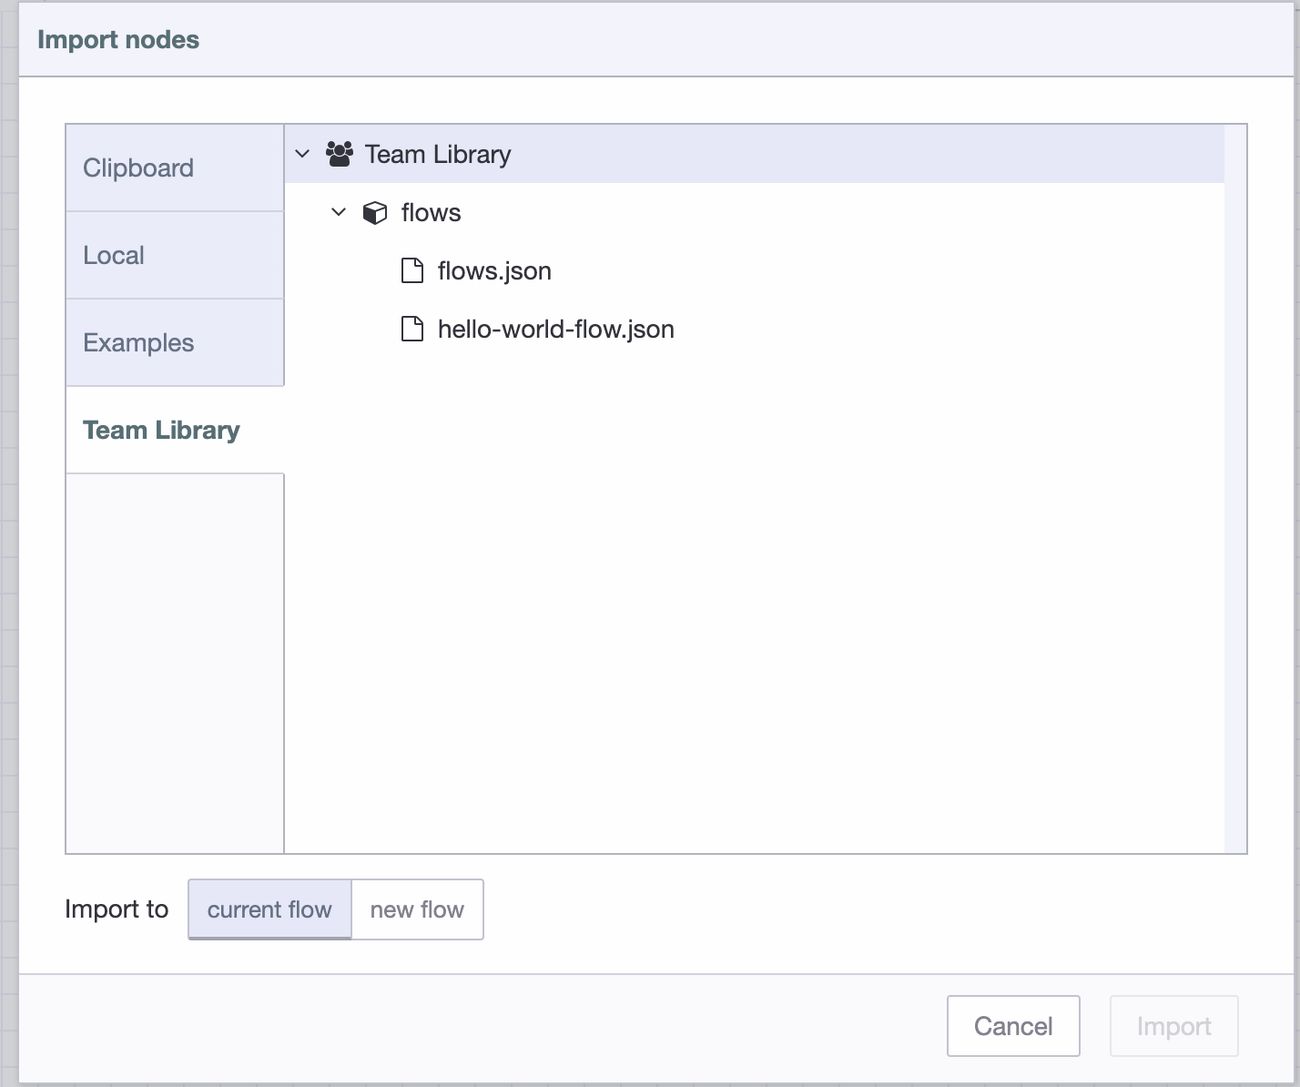 Import nodes
Clipboard
Local
Examples
Team Library
Team Library
flows
flows.json
hello-world-flow.json
Import to current flow new flow
Cancel Import